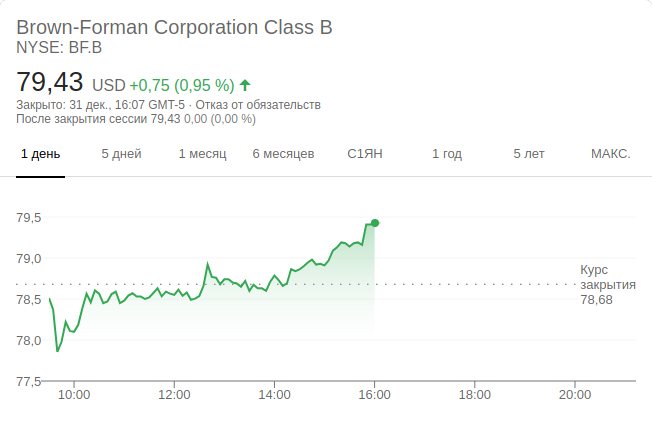 Brown-Forman Corporation Class B
NYSE: BF.B
79,43 USD +0,75 (0,95 %)
Закрыто: 31 дек., 16:07 GMT-5 · Отказ от обязательств
После закрытия сессии 79,43 0,00 (0,00 %)
1 день 5 дней 1 месяц 6 месяцев С1ЯН 1 год 5 лет МАКС.
79,5
79,0
Курс
закрытия
78,68
78,5
78,0
77,5
10:00 12:00 14:00 16:00 18:00 20:00